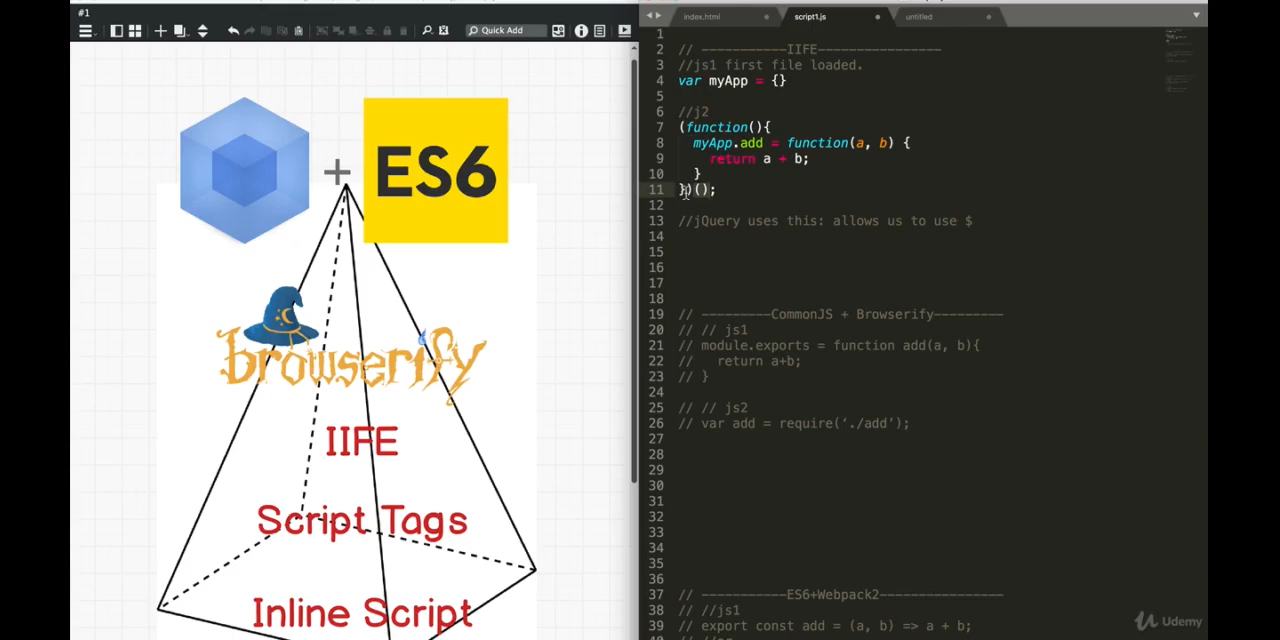 #1
Quick Add
+
ES6
browserify
IIFE
Script Tags
Inline Script
index.html
script1.js
untitled
1
2 // -----------IIFE----------------
3 //js1 first file loaded.
4 var myApp = {}
5
6 //j2
7 (function(){
8 myApp.add = function(a, b) {
9 return a + b;
10 }
11 })();
12
13 //jQuery uses this: allows us to use $
14
15
16
17
18
19 // ---------CommonJS + Browserify---------
20 // // js1
21 // module.exports = function add(a, b){
22 // return a+b;
23 // }
24
25 // // js2
26 // var add = require(‘./add’);
27
28
29
30
31
32
33
34
35
36
37 // -----------ES6+Webpack2----------------
38 // //js1
39 // export const add = (a, b) => a + b;
Udemy